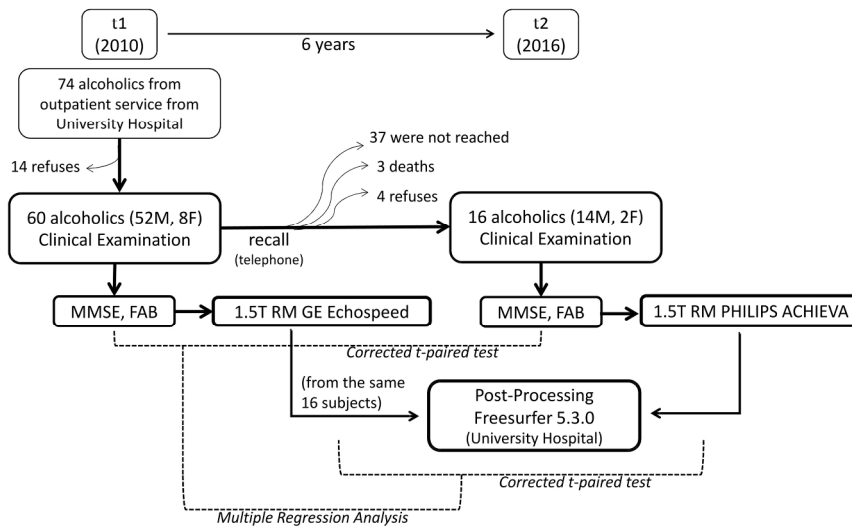 t1
(2010)
6 years
t2
(2016)
74 alcoholics from
outpatient service from
University Hospital
14 refuses
37 were not reached
3 deaths
4 refuses
60 alcoholics (52M, 8F)
Clinical Examination
recall
(telephone)
16 alcoholics (14M, 2F)
Clinical Examination
MMSE, FAB
1.5T RM GE Echospeed
MMSE, FAB
1.5T RM PHILIPS ACHIEVA
Corrected t-paired test
(from the same
16 subjects)
Post-Processing
Freesurfer 5.3.0
(University Hospital)
Corrected t-paired test
Multiple Regression Analysis